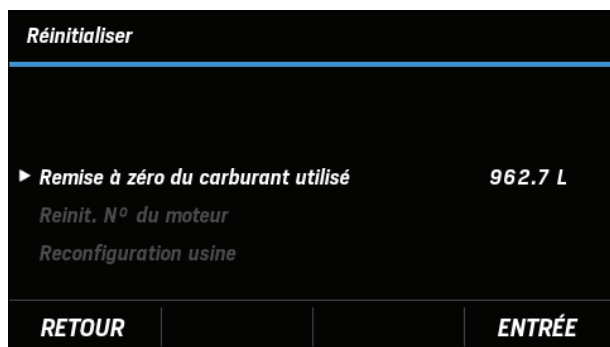 Réinitialiser
Remise à zéro du carburant utilisé 962.7 L
Reinit. Nº du moteur
Reconfiguration usine
RETOUR ENTRÉE